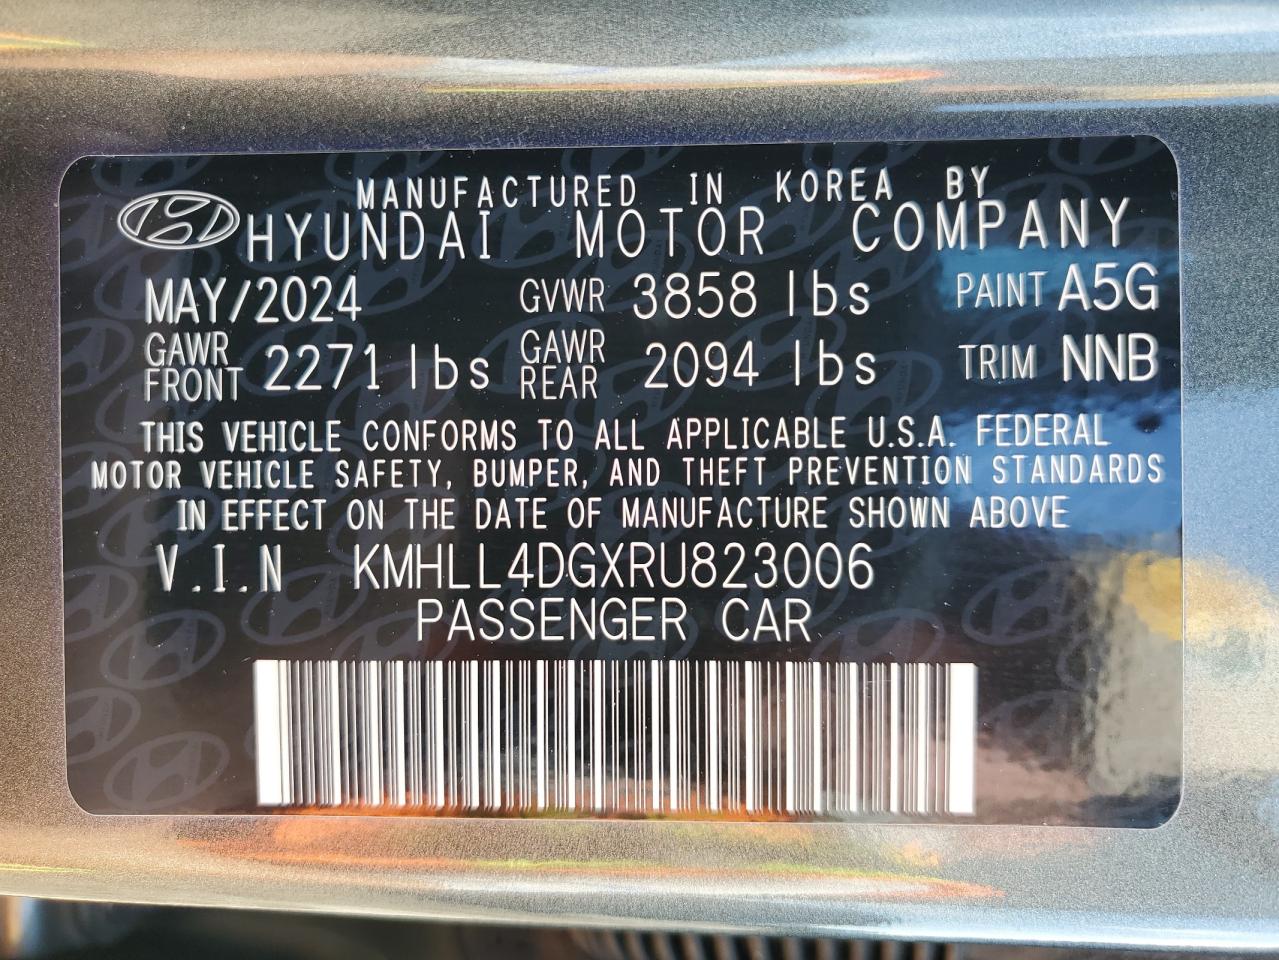 MANUFACTURED IN KOREA BY
HYUNDAI MOTOR COMPANY
MAY/2024 GVWR 3858 lbs PAINT A5G
GAWR FRONT 2271 lbs GAWR REAR 2094 lbs TRIM NNB
THIS VEHICLE CONFORMS TO ALL APPLICABLE U.S.A. FEDERAL
MOTOR VEHICLE SAFETY, BUMPER, AND THEFT PREVENTION STANDARDS
IN EFFECT ON THE DATE OF MANUFACTURE SHOWN ABOVE
V.I.N KMHLL4DGXRU823006
PASSENGER CAR